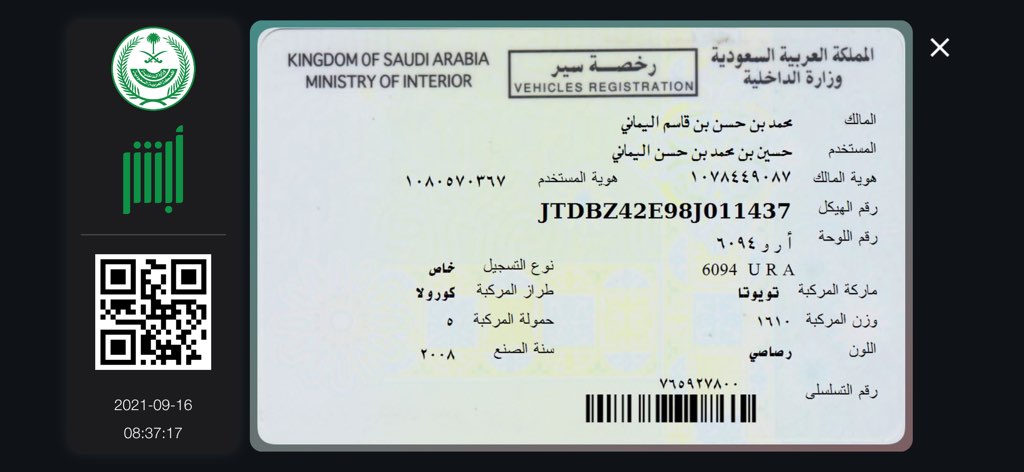 أبشر
2021-09-16
08:37:17
KINGDOM OF SAUDI ARABIA
MINISTRY OF INTERIOR
رخصة سير
VEHICLES REGISTRATION
المملكة العربية السعودية
وزارة الداخلية
المالك محمد بن حسن بن قاسم اليماني
المستخدم حسين بن محمد بن حسن اليماني
هوية المالك ١٠٧٨٤٤٩٠٨٧ هوية المستخدم ١٠٨٠٥٧٠٣٦٧
رقم الهيكل JTDBZ42E98J011437
رقم اللوحة أ ر و ٦٠٩٤
6094 U R A نوع التسجيل خاص
ماركة المركبة تويوتا طراز المركبة كورولا
وزن المركبة ١٦١٠ حمولة المركبة ٥
اللون رصاصي سنة الصنع ٢٠٠٨
رقم التسلسلى ٧٦٥٩٢٧٨٠٠